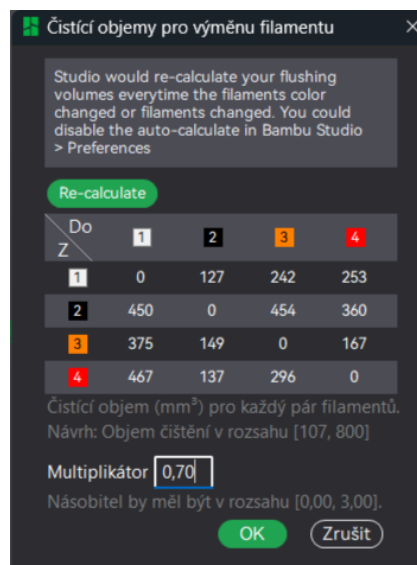 Čistící objemy pro výměnu filamentu
Studio would re-calculate your flushing
volumes everytime the filaments color
changed or filaments changed. You could
disable the auto-calculate in Bambu Studio
> Preferences
Re-calculate
Do
Z 1 2 3 4
1 0 127 242 253
2 450 0 454 360
3 375 149 0 167
4 467 137 296 0
Čistící objem (mm³) pro každý pár filamentů.
Návrh: Objem čištění v rozsahu [107, 800]
Multiplikátor 0,70
Násobitel by měl být v rozsahu [0,00, 3,00].
OK Zrušit